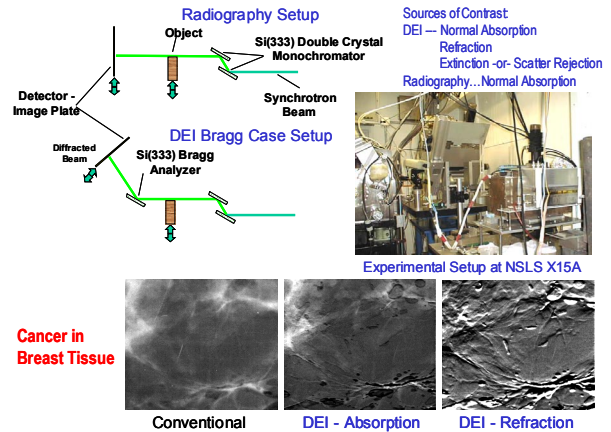 Radiography Setup
Object
Si(333) Double Crystal
Monochromator
Synchrotron
Beam
Detector -
Image Plate
DEI Bragg Case Setup
Diffracted
Beam
Si(333) Bragg
Analyzer
Sources of Contrast:
DEI --- Normal Absorption
Refraction
Extinction -or- Scatter Rejection
Radiography...Normal Absorption
Experimental Setup at NSLS X15A
Cancer in
Breast Tissue
Conventional
DEI - Absorption
DEI - Refraction